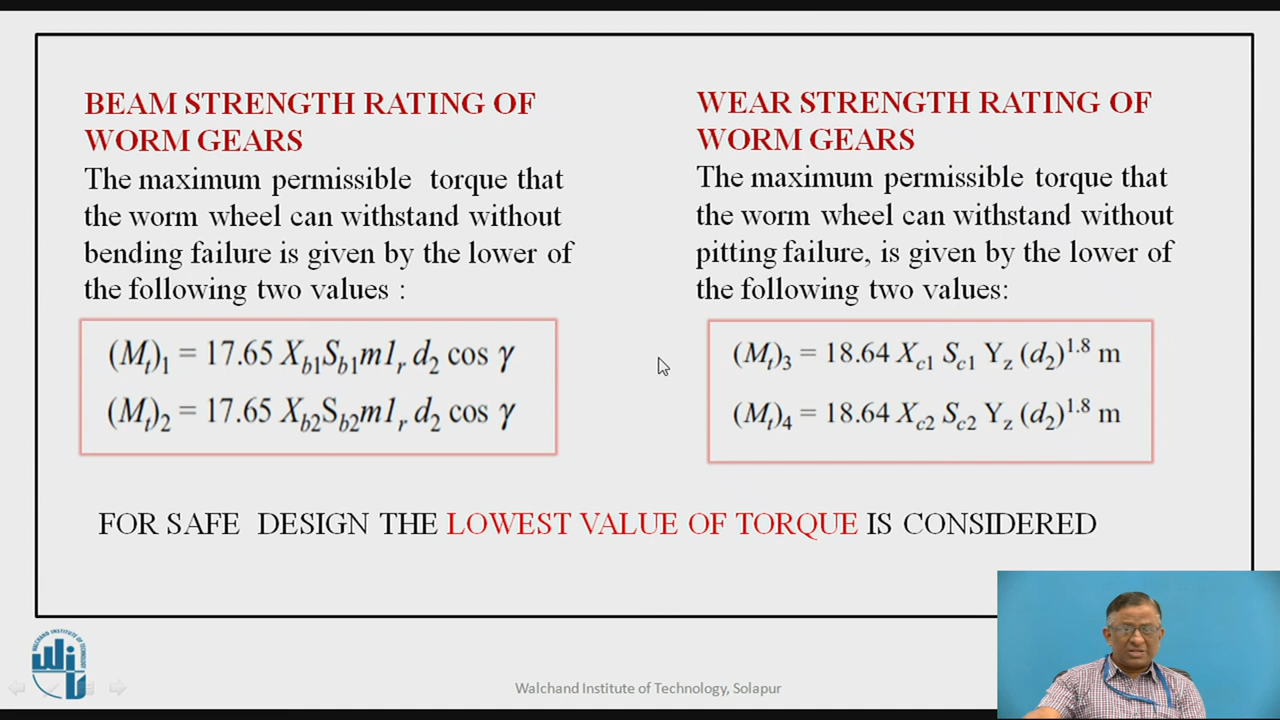 BEAM STRENGTH RATING OF
WORM GEARS
The maximum permissible torque that
the worm wheel can withstand without
bending failure is given by the lower of
the following two values :
(Mt)1 = 17.65 Xb1Sb1m1r d2 cos γ
(Mt)2 = 17.65 Xb2Sb2m1r d2 cos γ
WEAR STRENGTH RATING OF
WORM GEARS
The maximum permissible torque that
the worm wheel can withstand without
pitting failure, is given by the lower of
the following two values:
(Mt)3 = 18.64 Xc1 Sc1 Yz (d2)^1.8 m
(Mt)4 = 18.64 Xc2 Sc2 Yz (d2)^1.8 m
FOR SAFE DESIGN THE LOWEST VALUE OF TORQUE IS CONSIDERED
WALCHAND INSTITUTE OF TECHNOLOGY
WIT
Walchand Institute of Technology, Solapur